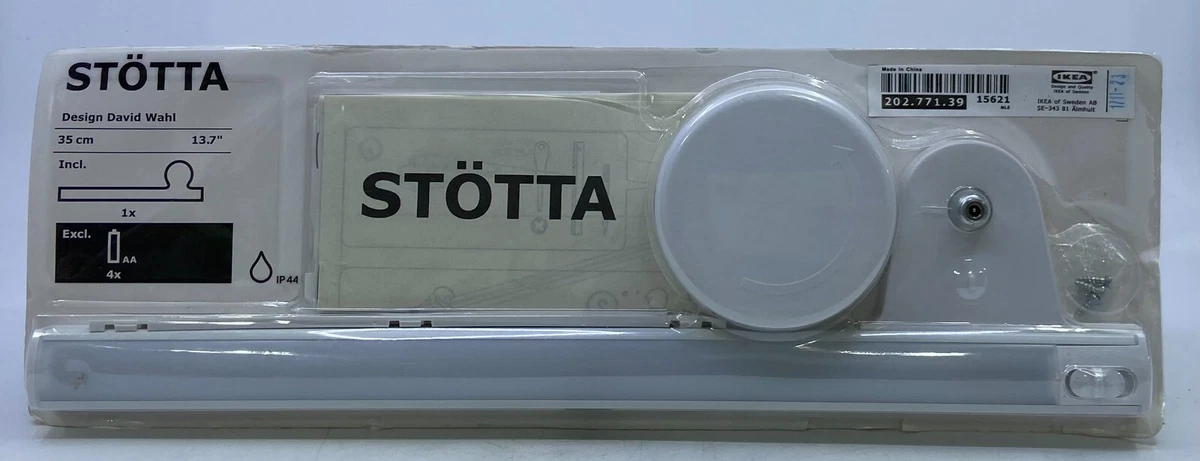 STÖTTA
Design David Wahl
35 cm 13.7"
Incl.
1x
Excl.
AA
4x
IP44
STÖTTA
Made in China
202.771.39 15621
NLS
IKEA
Design and Quality
IKEA of Sweden
IKEA of Sweden AB
SE-343 81 Älmhult